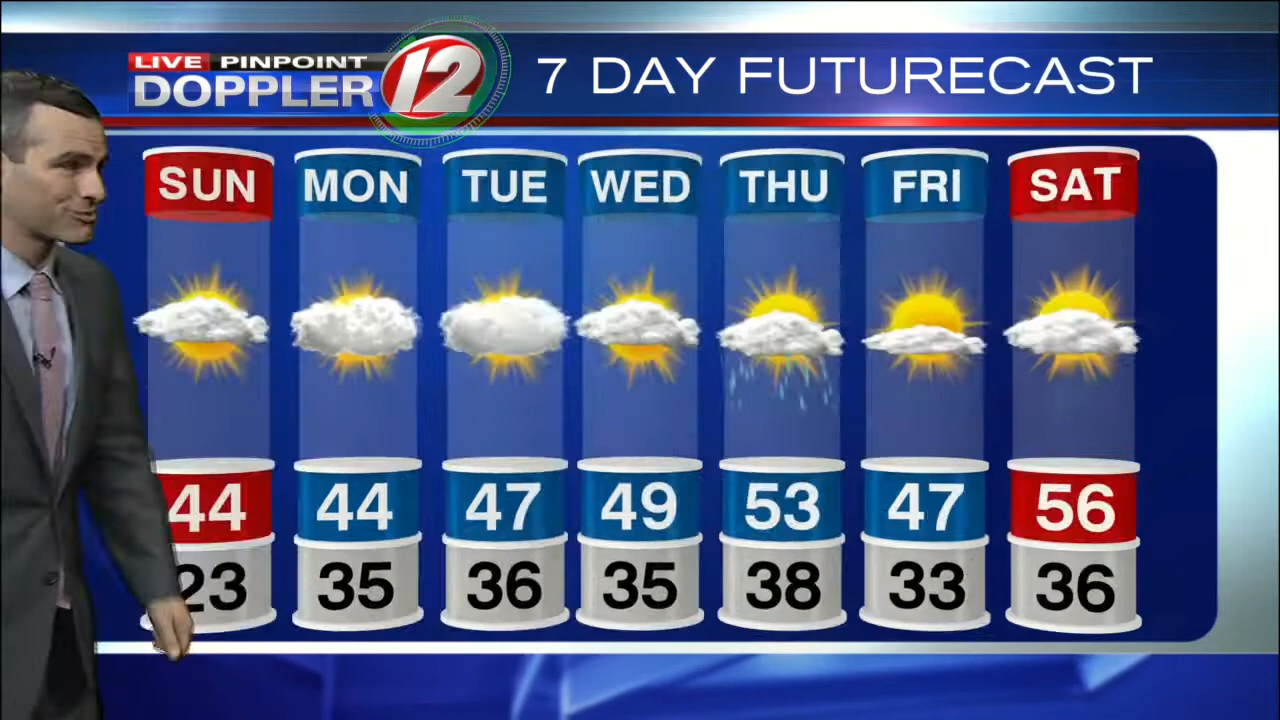 LIVE PINPOINT
DOPPLER 12
7 DAY FUTURECAST
SUN MON TUE WED THU FRI SAT
44 44 47 49 53 47 56
23 35 36 35 38 33 36